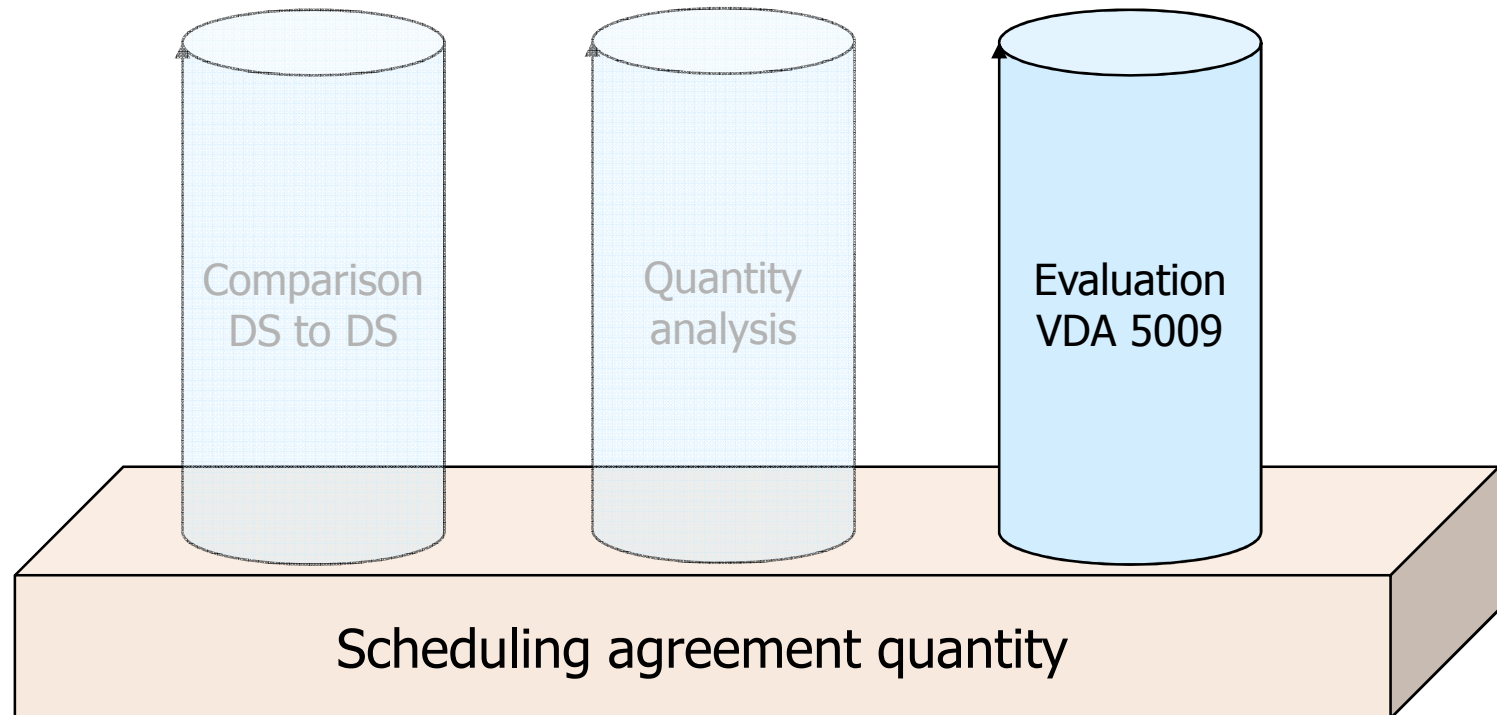 Comparison
DS to DS
Quantity
analysis
Evaluation
VDA 5009
Scheduling agreement quantity